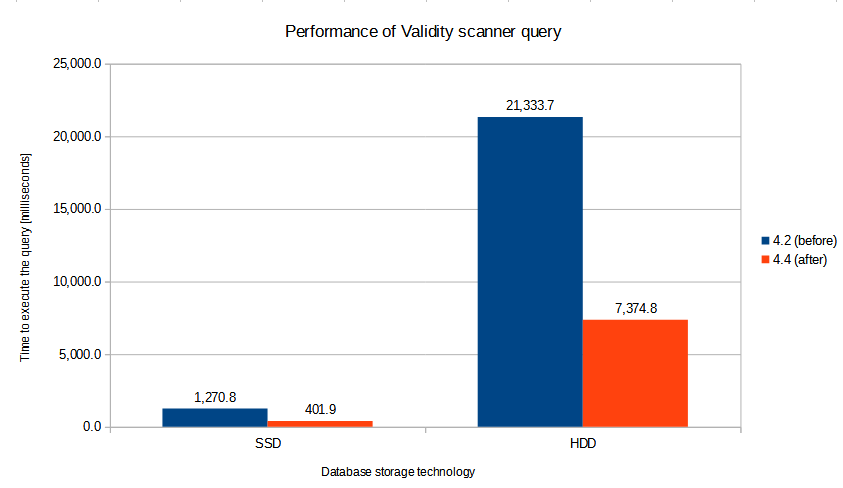 Performance of Validity scanner query
25,000.0
20,000.0
15,000.0
10,000.0
5,000.0
0.0
Time to execute the query [milliseconds]
1,270.8
401.9
21,333.7
7,374.8
SSD
HDD
Database storage technology
4.2 (before)
4.4 (after)